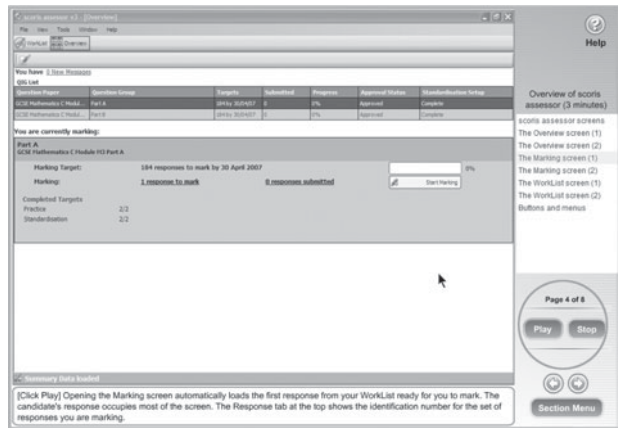 scoris assessor v3 - [Overview]
File View Tools Window Help
WorkList Overview
You have 0 New Messages
QIG List
Question Paper Question Group Targets Submitted Progress Approval Status Standardisation Setup
GCSE Mathematics C Modul... Part A 184 by 30/04/07 0 0% Approved Complete
GCSE Mathematics C Modul... Part B 184 by 30/04/07 0 0% Approved Complete
You are currently marking:
Part A
GCSE Mathematics C Module M3 Part A
Marking Target: 184 responses to mark by 30 April 2007 0%
Marking: 1 response to mark 0 responses submitted Start Marking
Completed Targets
Practice 2/2
Standardisation 2/2
Summary Data loaded
[Click Play] Opening the Marking screen automatically loads the first response from your WorkList ready for you to mark. The
candidate's response occupies most of the screen. The Response tab at the top shows the identification number for the set of
responses you are marking.
Help
Overview of scoris
assessor (3 minutes)
scoris assessor screens
The Overview screen (1)
The Overview screen (2)
The Marking screen (1)
The Marking screen (2)
The WorkList screen (1)
The WorkList screen (2)
Buttons and menus
Page 4 of 8
Play Stop
Section Menu